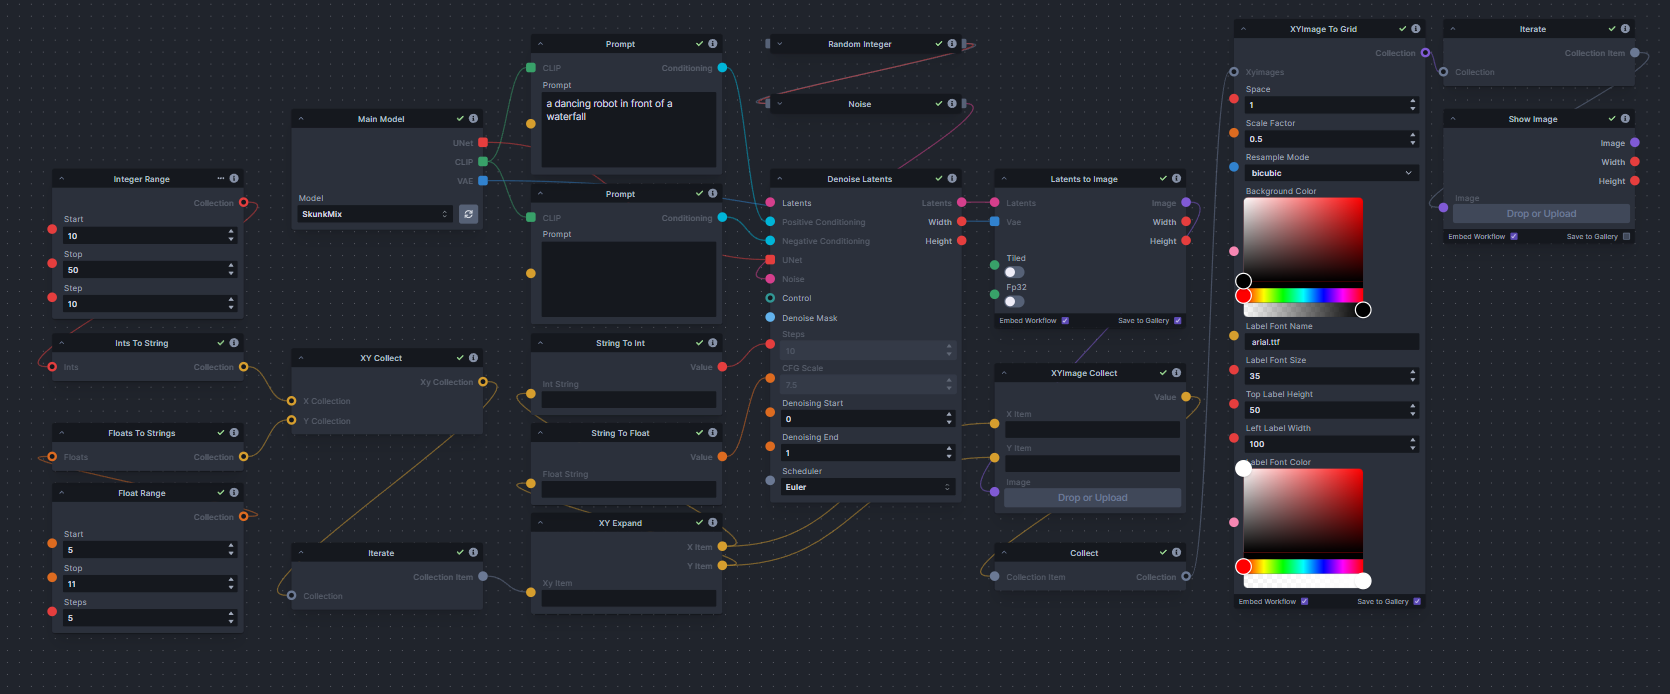 Integer Range
Collection
Start
10
Stop
50
Step
10
Ints To String
Ints
Collection
Floats To Strings
Floats
Collection
Float Range
Collection
Start
5
Stop
11
Steps
5
Main Model
UNet
CLIP
VAE
Model
SkunkMix
XY Collect
Xy Collection
X Collection
Y Collection
Iterate
Collection Item
Collection
Prompt
CLIP
Conditioning
Prompt
a dancing robot in front of a
waterfall
Prompt
CLIP
Conditioning
Prompt
String To Int
Value
Int String
String To Float
Value
Float String
XY Expand
X Item
Y Item
Xy Item
Random Integer
Noise
Denoise Latents
Latents
Latents
Positive Conditioning
Width
Negative Conditioning
Height
UNet
Noise
Control
Denoise Mask
Steps
10
CFG Scale
7.5
Denoising Start
0
Denoising End
1
Scheduler
Euler
Latents to Image
Latents
Image
Vae
Width
Height
Tiled
Fp32
Embed Workflow
Save to Gallery
XYImage Collect
Value
X Item
Y Item
Image
Drop or Upload
Collect
Collection Item
Collection
XYImage To Grid
Collection
XyImages
Space
1
Scale Factor
0.5
Resample Mode
bicubic
Background Color
Label Font Name
arial.ttf
Label Font Size
35
Top Label Height
50
Left Label Width
100
Label Font Color
Embed Workflow
Save to Gallery
Iterate
Collection Item
Collection
Show Image
Image
Width
Height
Image
Drop or Upload
Embed Workflow
Save to Gallery